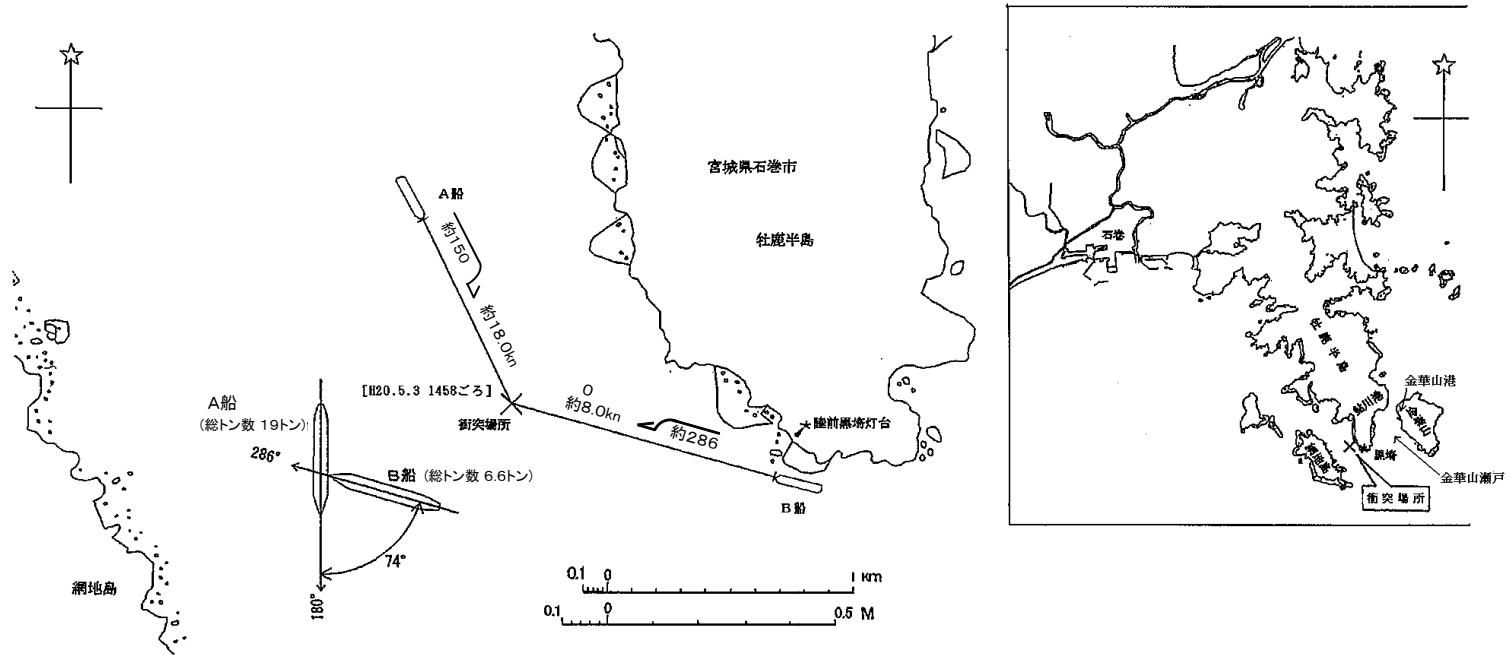 宮城県石巻市
牡鹿半島
A船
約150
約18.0kn
[H20.5.3 1458ごろ]
衝突場所
0
約8.0kn
約286
陸前黒埼灯台
B船
A船
(総トン数 19トン)
286°
B船 (総トン数 6.6トン)
74°
180°
網地島
0.1 0 1 km
0.1 0 0.5 M
石巻
牡鹿半島
金華山港
鮎川港
金華山
網地島
黒埼
金華山瀬戸
衝突場所